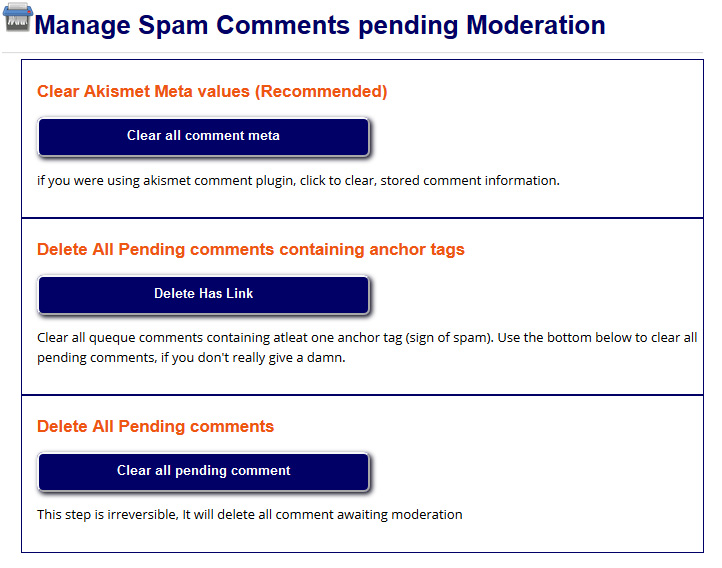 Manage Spam Comments pending Moderation
Clear Akismet Meta values (Recommended)
Clear all comment meta
if you were using akismet comment plugin, click to clear, stored comment information.
Delete All Pending comments containing anchor tags
Delete Has Link
Clear all queque comments containing atleat one anchor tag (sign of spam). Use the bottom below to clear all
pending comments, if you don't really give a damn.
Delete All Pending comments
Clear all pending comment
This step is irreversible, It will delete all comment awaiting moderation